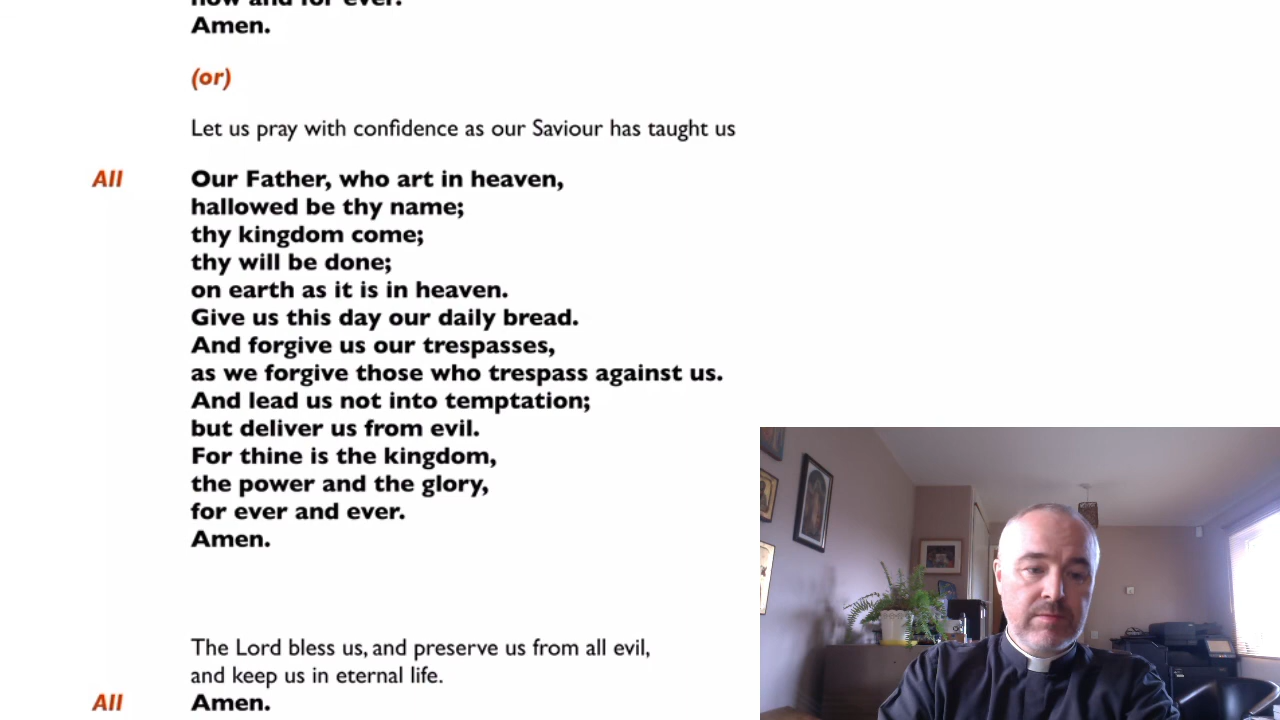 now and for ever.
Amen.
(or)
Let us pray with confidence as our Saviour has taught us
All Our Father, who art in heaven,
hallowed be thy name;
thy kingdom come;
thy will be done;
on earth as it is in heaven.
Give us this day our daily bread.
And forgive us our trespasses,
as we forgive those who trespass against us.
And lead us not into temptation;
but deliver us from evil.
For thine is the kingdom,
the power and the glory,
for ever and ever.
Amen.
The Lord bless us, and preserve us from all evil,
and keep us in eternal life.
All Amen.